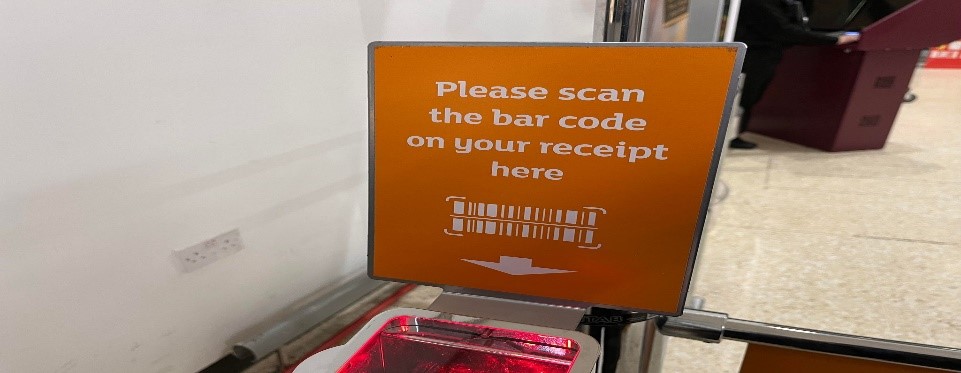 Please scan
the bar code
on your receipt
here